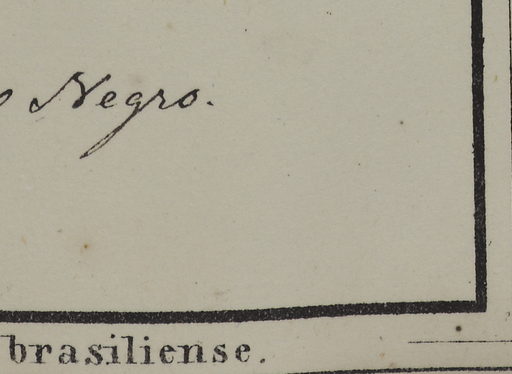 o Negro.
brasiliense.